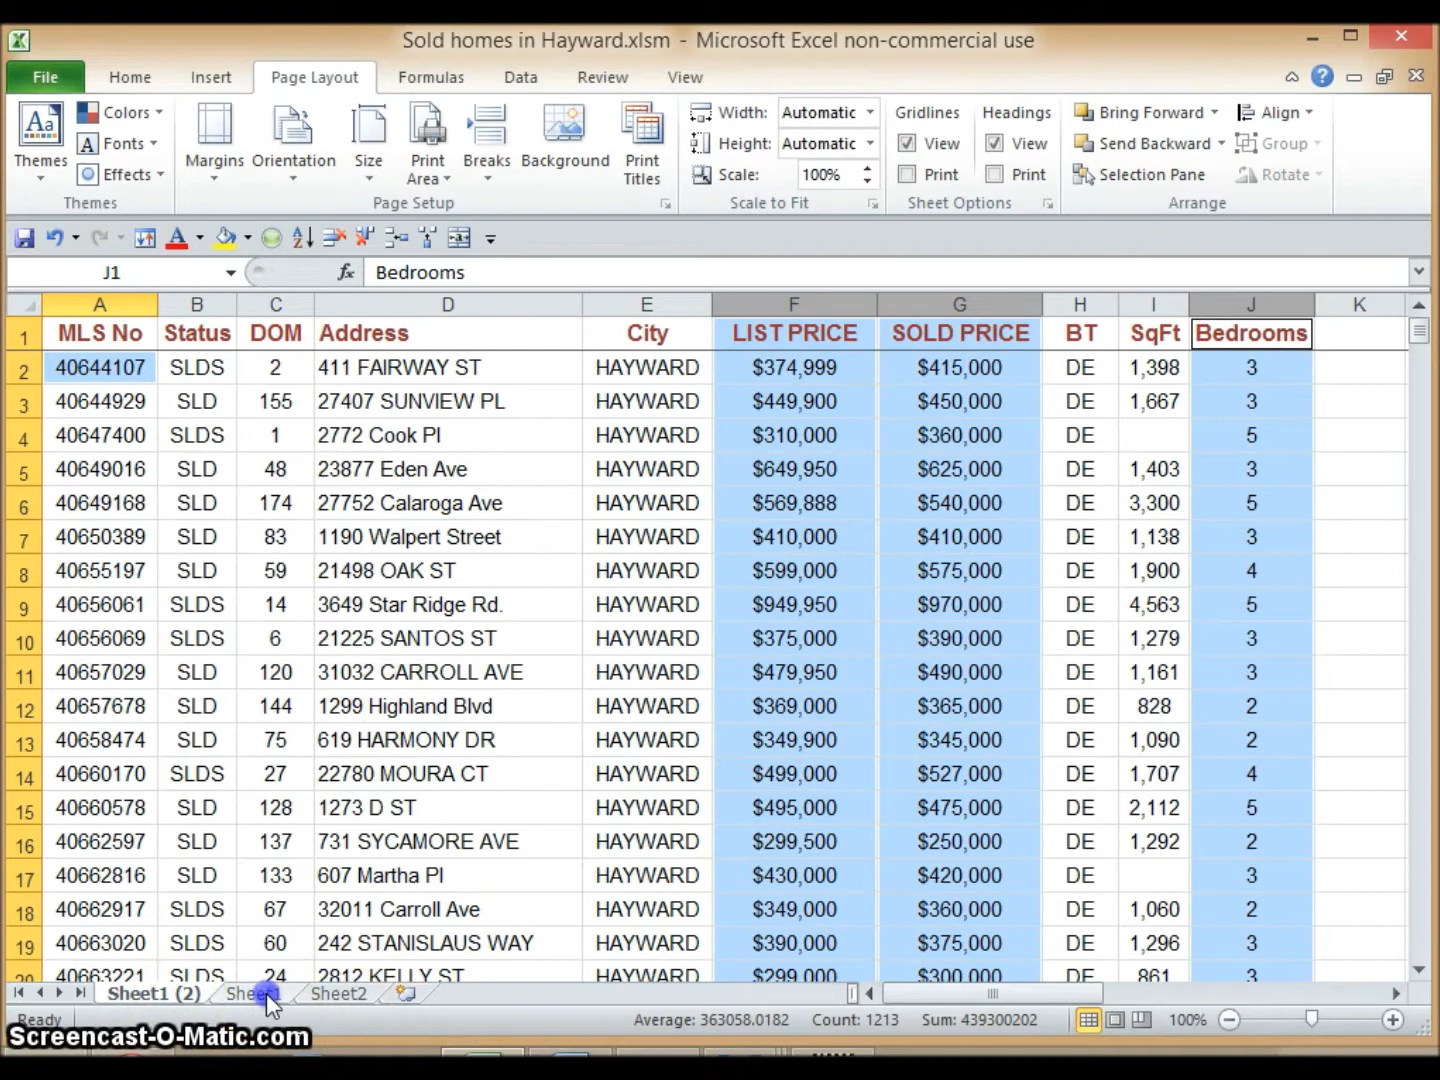 Sold homes in Hayward.xlsm - Microsoft Excel non-commercial use
File Home Insert Page Layout Formulas Data Review View
Themes Colors Fonts Effects Themes
Margins Orientation Size Print Area Breaks Background Print Titles Page Setup
Width: Automatic Height: Automatic Scale: 100% Scale to Fit
Gridlines View Print Headings View Print Sheet Options
Bring Forward Send Backward Selection Pane Align Group Rotate Arrange
J1 fx Bedrooms
A B C D E F G H I J K
1 MLS No Status DOM Address City LIST PRICE SOLD PRICE BT SqFt Bedrooms
2 40644107 SLDS 2 411 FAIRWAY ST HAYWARD $374,999 $415,000 DE 1,398 3
3 40644929 SLD 155 27407 SUNVIEW PL HAYWARD $449,900 $450,000 DE 1,667 3
4 40647400 SLDS 1 2772 Cook Pl HAYWARD $310,000 $360,000 DE 5
5 40649016 SLD 48 23877 Eden Ave HAYWARD $649,950 $625,000 DE 1,403 3
6 40649168 SLD 174 27752 Calaroga Ave HAYWARD $569,888 $540,000 DE 3,300 5
7 40650389 SLD 83 1190 Walpert Street HAYWARD $410,000 $410,000 DE 1,138 3
8 40655197 SLD 59 21498 OAK ST HAYWARD $599,000 $575,000 DE 1,900 4
9 40656061 SLDS 14 3649 Star Ridge Rd. HAYWARD $949,950 $970,000 DE 4,563 5
10 40656069 SLDS 6 21225 SANTOS ST HAYWARD $375,000 $390,000 DE 1,279 3
11 40657029 SLD 120 31032 CARROLL AVE HAYWARD $479,950 $490,000 DE 1,161 3
12 40657678 SLD 144 1299 Highland Blvd HAYWARD $369,000 $365,000 DE 828 2
13 40658474 SLD 75 619 HARMONY DR HAYWARD $349,900 $345,000 DE 1,090 2
14 40660170 SLDS 27 22780 MOURA CT HAYWARD $499,000 $527,000 DE 1,707 4
15 40660578 SLD 128 1273 D ST HAYWARD $495,000 $475,000 DE 2,112 5
16 40662597 SLD 137 731 SYCAMORE AVE HAYWARD $299,500 $250,000 DE 1,292 2
17 40662816 SLD 133 607 Martha Pl HAYWARD $430,000 $420,000 DE 3
18 40662917 SLDS 67 32011 Carroll Ave HAYWARD $349,000 $360,000 DE 1,060 2
19 40663020 SLDS 60 242 STANISLAUS WAY HAYWARD $390,000 $375,000 DE 1,296 3
20 40663221 SLDS 24 2812 KELLY ST HAYWARD $299,000 $300,000 DE 861 3
Sheet1 (2) Sheet1 Sheet2
Ready Average: 363058.0182 Count: 1213 Sum: 439300202 100%
Screencast-O-Matic.com